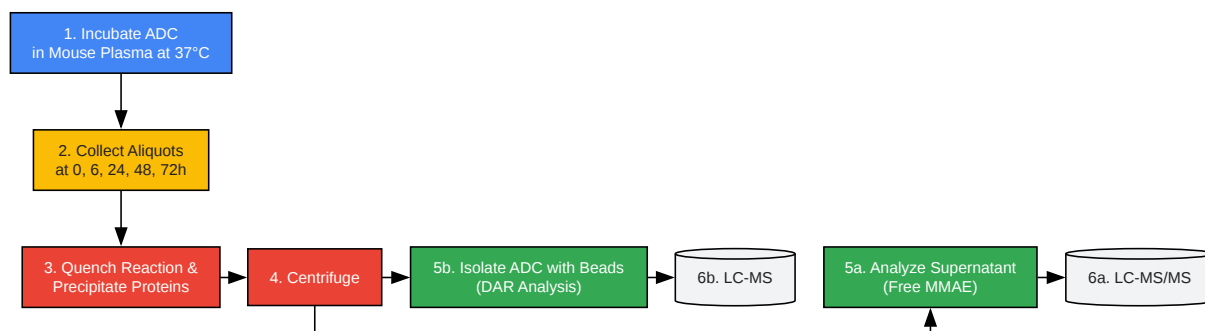 1. Incubate ADC
in Mouse Plasma at 37°C
2. Collect Aliquots
at 0, 6, 24, 48, 72h
3. Quench Reaction &
Precipitate Proteins
4. Centrifuge
5b. Isolate ADC with Beads
(DAR Analysis)
6b. LC-MS
5a. Analyze Supernatant
(Free MMAE)
6a. LC-MS/MS